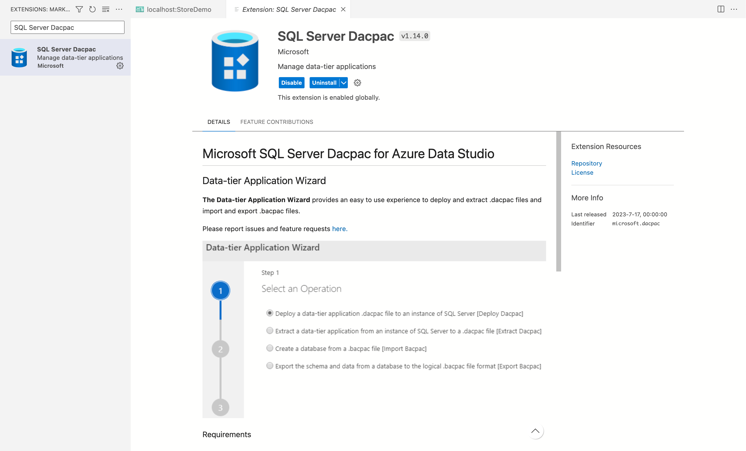 EXTENSIONS: MARK...
SQL Server Dacpac
SQL Server Dacpac
Manage data-tier applications
Microsoft
localhost:StoreDemo
Extension: SQL Server Dacpac
SQL Server Dacpac v1.14.0
Microsoft
Manage data-tier applications
Disable Uninstall
This extension is enabled globally.
DETAILS FEATURE CONTRIBUTIONS
Microsoft SQL Server Dacpac for Azure Data Studio
Data-tier Application Wizard
The Data-tier Application Wizard provides an easy to use experience to deploy and extract .dacpac files and
import and export .bacpac files.
Please report issues and feature requests here.
Data-tier Application Wizard
1
2
3
Step 1
Select an Operation
Deploy a data-tier application .dacpac file to an instance of SQL Server [Deploy Dacpac]
Extract a data-tier application from an instance of SQL Server to a .dacpac file [Extract Dacpac]
Create a database from a .bacpac file [Import Bacpac]
Export the schema and data from a database to the logical .bacpac file format [Export Bacpac]
Requirements
Extension Resources
Repository
License
More Info
Last released 2023-7-17, 00:00:00
Identifier microsoft.dacpac